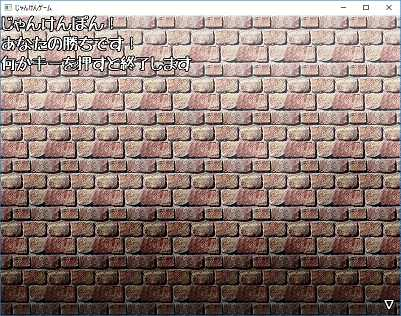 じゃんけんゲーム
じゃんけんぽん！
あなたの勝ちです！
何かキーを押すと終了します